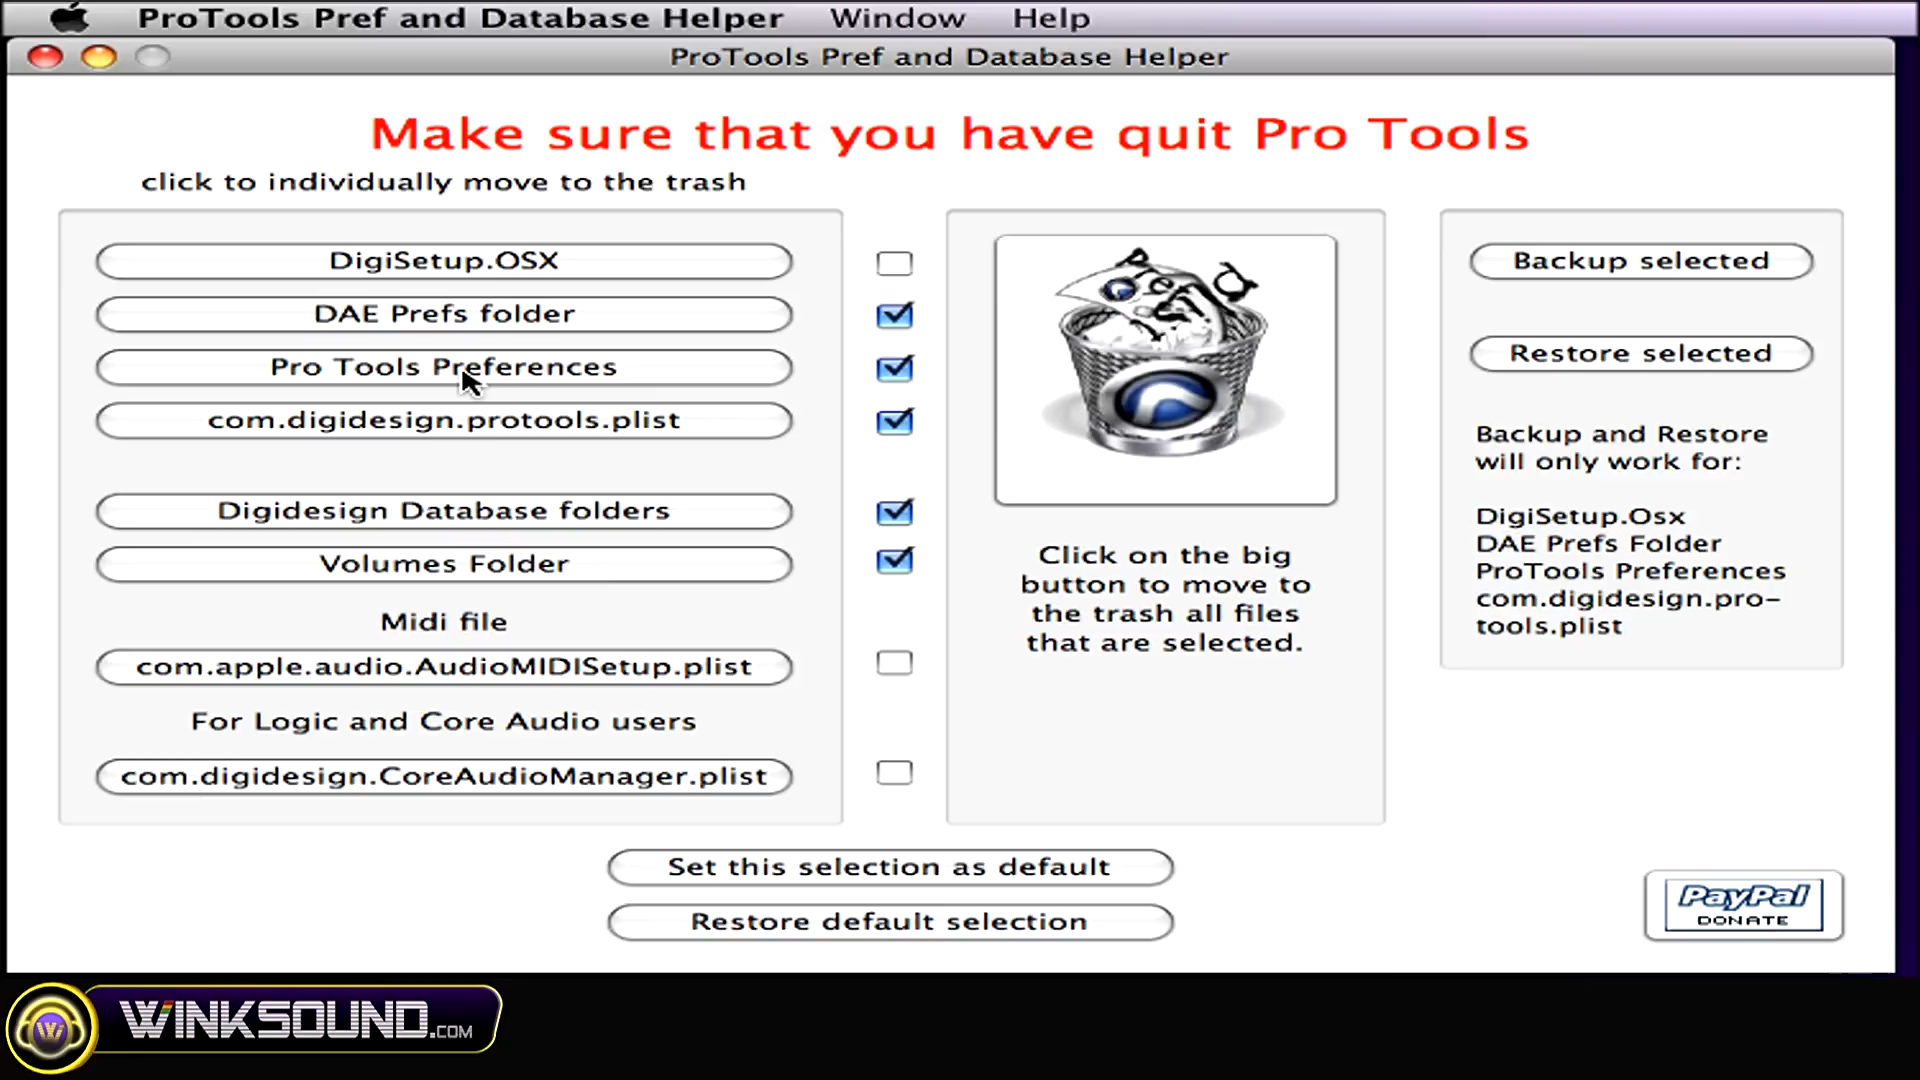 ProTools Pref and Database Helper Window Help
ProTools Pref and Database Helper
Make sure that you have quit Pro Tools
click to individually move to the trash
DigiSetup.OSX
DAE Prefs folder
Pro Tools Preferences
com.digidesign.protools.plist
Digidesign Database folders
Volumes Folder
Midi file
com.apple.audio.AudioMIDISetup.plist
For Logic and Core Audio users
com.digidesign.CoreAudioManager.plist
Click on the big
button to move to
the trash all files
that are selected.
Backup selected
Restore selected
Backup and Restore
will only work for:
DigiSetup.Osx
DAE Prefs Folder
ProTools Preferences
com.digidesign.pro-
tools.plist
Set this selection as default
Restore default selection
PayPal
DONATE
WINKSOUND.COM